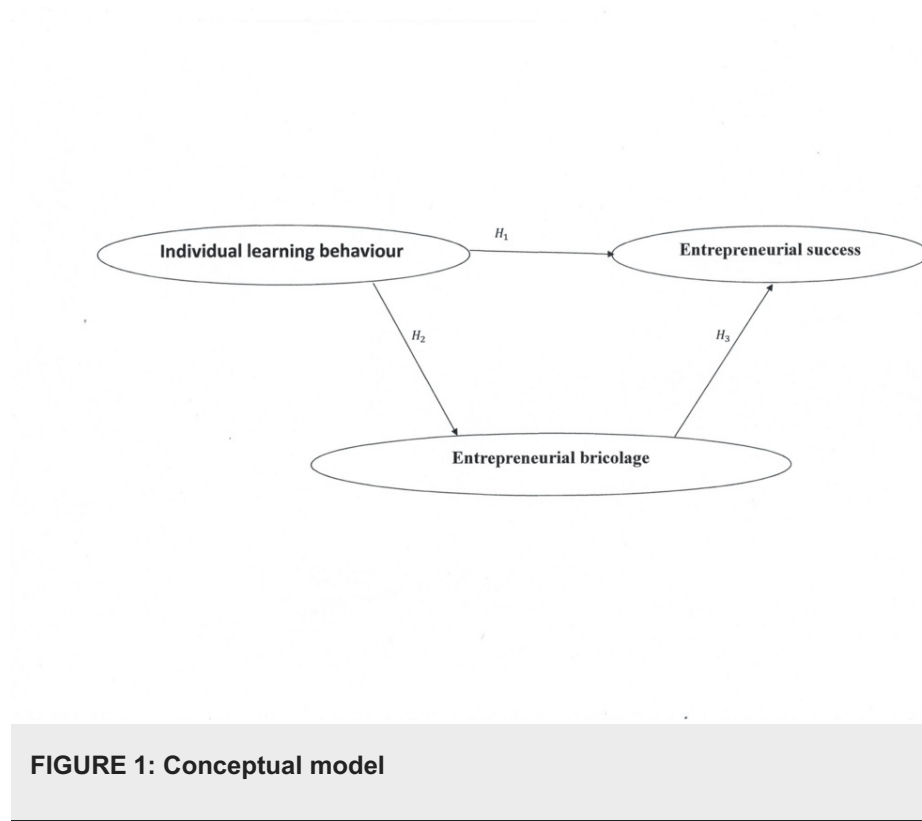 H₁
Individual learning behaviour
Entrepreneurial success
H₂
H₃
Entrepreneurial bricolage
FIGURE 1: Conceptual model